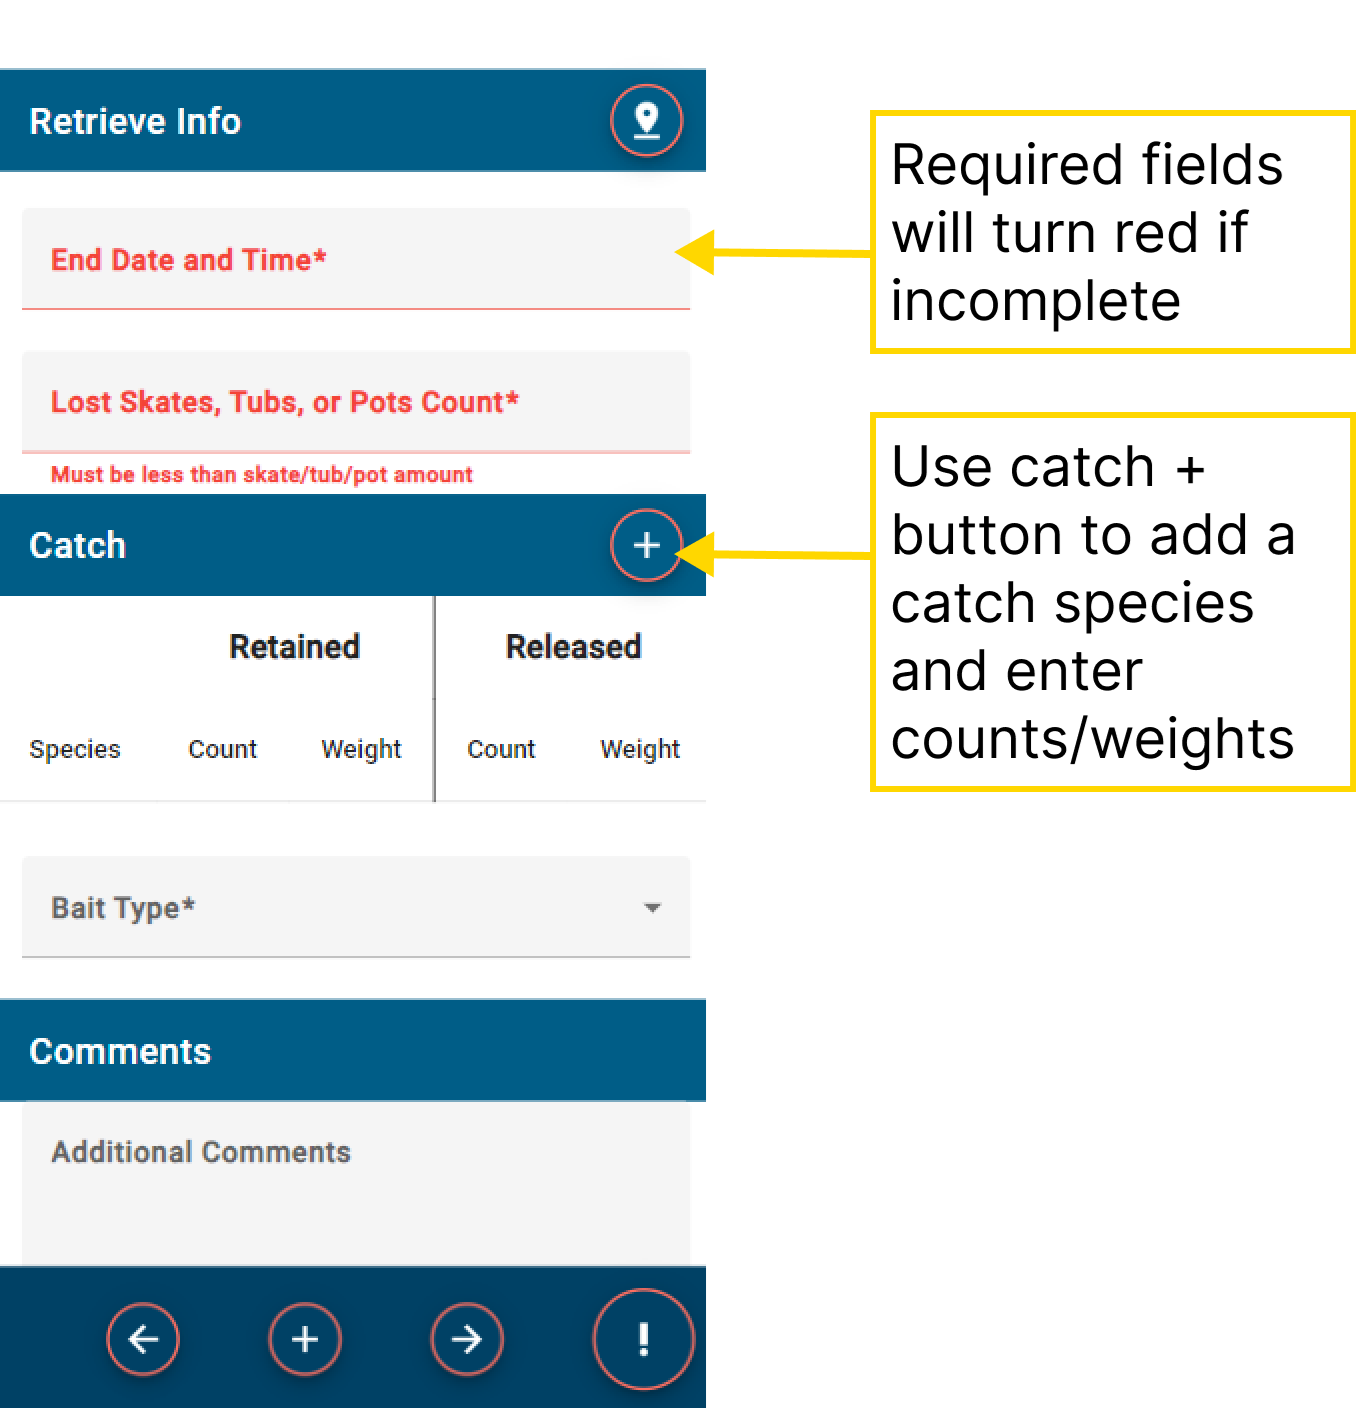 Retrieve Info
End Date and Time*
Lost Skates, Tubs, or Pots Count*
Must be less than skate/tub/pot amount
Catch
+
Retained Released
Species Count Weight Count Weight
Bait Type*
Comments
Additional Comments
← + → !
Required fields
will turn red if
incomplete
Use catch +
button to add a
catch species
and enter
counts/weights